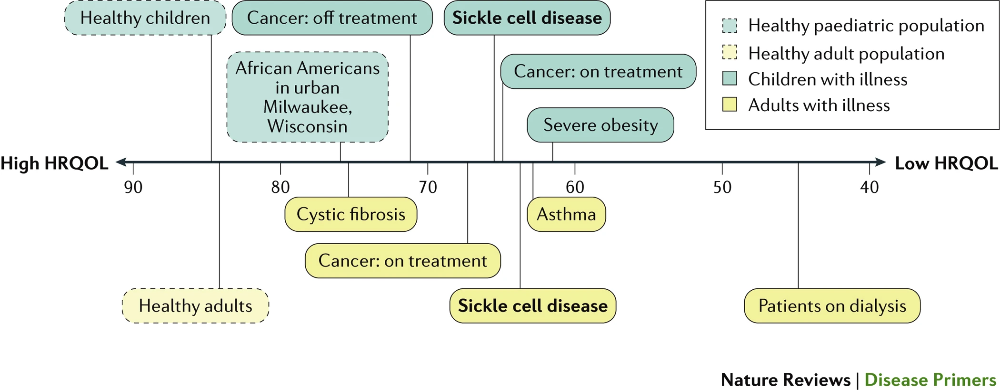 Healthy children
Cancer: off treatment
Sickle cell disease
African Americans
in urban
Milwaukee,
Wisconsin
Cancer: on treatment
Severe obesity
Healthy paediatric population
Healthy adult population
Children with illness
Adults with illness
High HRQOL
Low HRQOL
90
80
70
60
50
40
Cystic fibrosis
Asthma
Cancer: on treatment
Healthy adults
Sickle cell disease
Patients on dialysis
Nature Reviews | Disease Primers